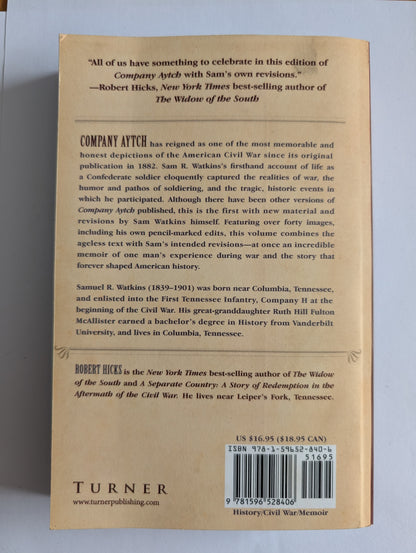 "All of us have something to celebrate in this edition of
Company Aytch with Sam's own revisions."
—Robert Hicks, New York Times best-selling author of
The Widow of the South
COMPANY AYTCH has reigned as one of the most memorable and
honest depictions of the American Civil War since its original
publication in 1882. Sam R. Watkins's firsthand account of life as
a Confederate soldier eloquently captured the realities of war, the
humor and pathos of soldiering, and the tragic, historic events in
which he participated. Although there have been other versions of
Company Aytch published, this is the first with new material and
revisions by Sam Watkins himself. Featuring over forty images,
including his own pencil-marked edits, this volume combines the
ageless text with Sam's intended revisions—at once an incredible
memoir of one man's experience during war and the story that
forever shaped American history.
Samuel R. Watkins (1839–1901) was born near Columbia, Tennessee,
and enlisted into the First Tennessee Infantry, Company H at the
beginning of the Civil War. His great-granddaughter Ruth Hill Fulton
McAllister earned a bachelor's degree in History from Vanderbilt
University, and lives in Columbia, Tennessee.
ROBERT HICKS is the New York Times best-selling author of The Widow
of the South and A Separate Country: A Story of Redemption in the
Aftermath of the Civil War. He lives near Leiper's Fork, Tennessee.
US $16.95 ($18.95 CAN)
ISBN 978-1-59652-840-6
51695
9 781596 528406
TURNER
www.turnerpublishing.com
History/Civil War/Memoir